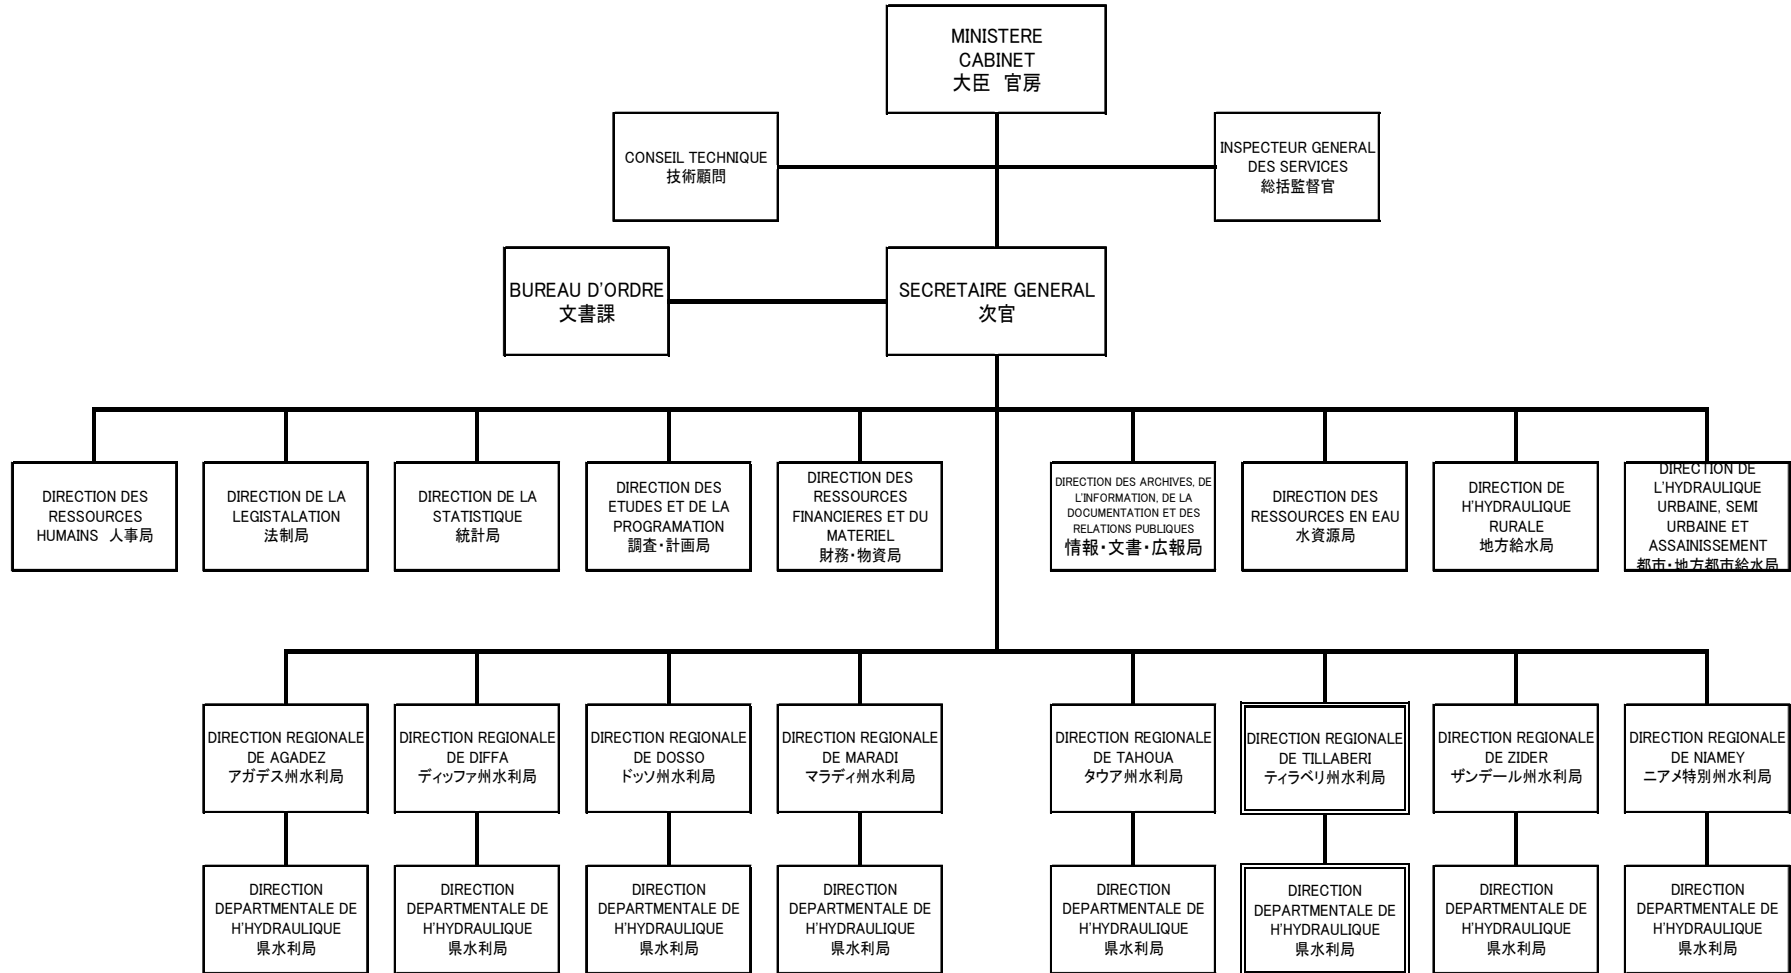 MINISTERE
CABINET
大臣　官房
CONSEIL TECHNIQUE
技術顧問
INSPECTEUR GENERAL
DES SERVICES
総括監督官
BUREAU D'ORDRE
文書課
SECRETAIRE GENERAL
次官
DIRECTION DES
RESSOURCES
HUMAINS 人事局
DIRECTION DE LA
LEGISTALATION
法制局
DIRECTION DE LA
STATISTIQUE
統計局
DIRECTION DES
ETUDES ET DE LA
PROGRAMATION
調査・計画局
DIRECTION DES
RESSOURCES
FINANCIERES ET DU
MATERIEL
財務・物資局
DIRECTION DES ARCHIVES, DE
L'INFORMATION, DE LA
DOCUMENTATION ET DES
RELATIONS PUBLIQUES
情報・文書・広報局
DIRECTION DES
RESSOURCES EN EAU
水資源局
DIRECTION DE
H'HYDRAULIQUE
RURALE
地方給水局
DIRECTION DE
L'HYDRAULIQUE
URBAINE, SEMI
URBAINE ET
ASSAINISSEMENT
都市・地方都市給水局
DIRECTION REGIONALE
DE AGADEZ
アガデス州水利局
DIRECTION REGIONALE
DE DIFFA
ディッファ州水利局
DIRECTION REGIONALE
DE DOSSO
ドッソ州水利局
DIRECTION REGIONALE
DE MARADI
マラディ州水利局
DIRECTION REGIONALE
DE TAHOUA
タウア州水利局
DIRECTION REGIONALE
DE TILLABERI
ティラベリ州水利局
DIRECTION REGIONALE
DE ZIDER
ザンデール州水利局
DIRECTION REGIONALE
DE NIAMEY
ニアメ特別州水利局
DIRECTION
DEPARTMENTALE DE
H'HYDRAULIQUE
県水利局
DIRECTION
DEPARTMENTALE DE
H'HYDRAULIQUE
県水利局
DIRECTION
DEPARTMENTALE DE
H'HYDRAULIQUE
県水利局
DIRECTION
DEPARTMENTALE DE
H'HYDRAULIQUE
県水利局
DIRECTION
DEPARTMENTALE DE
H'HYDRAULIQUE
県水利局
DIRECTION
DEPARTMENTALE DE
H'HYDRAULIQUE
県水利局
DIRECTION
DEPARTMENTALE DE
H'HYDRAULIQUE
県水利局
DIRECTION
DEPARTMENTALE DE
H'HYDRAULIQUE
県水利局